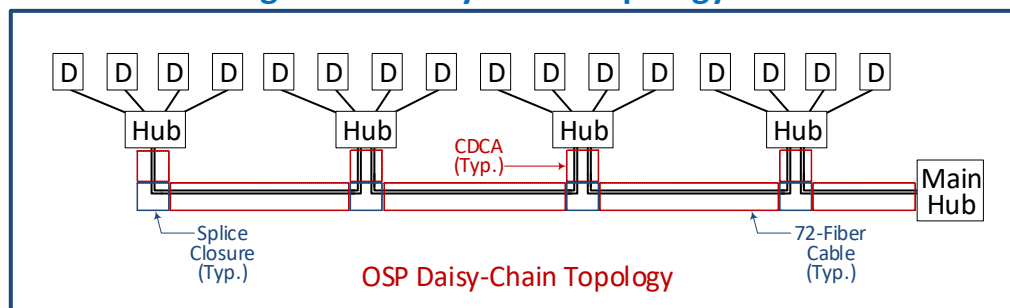 D D D D D D D D D D D D D D D D
Hub Hub Hub Hub
CDCA
(Typ.)
Main
Hub
Splice
Closure
(Typ.)
72-Fiber
Cable
(Typ.)
OSP Daisy-Chain Topology